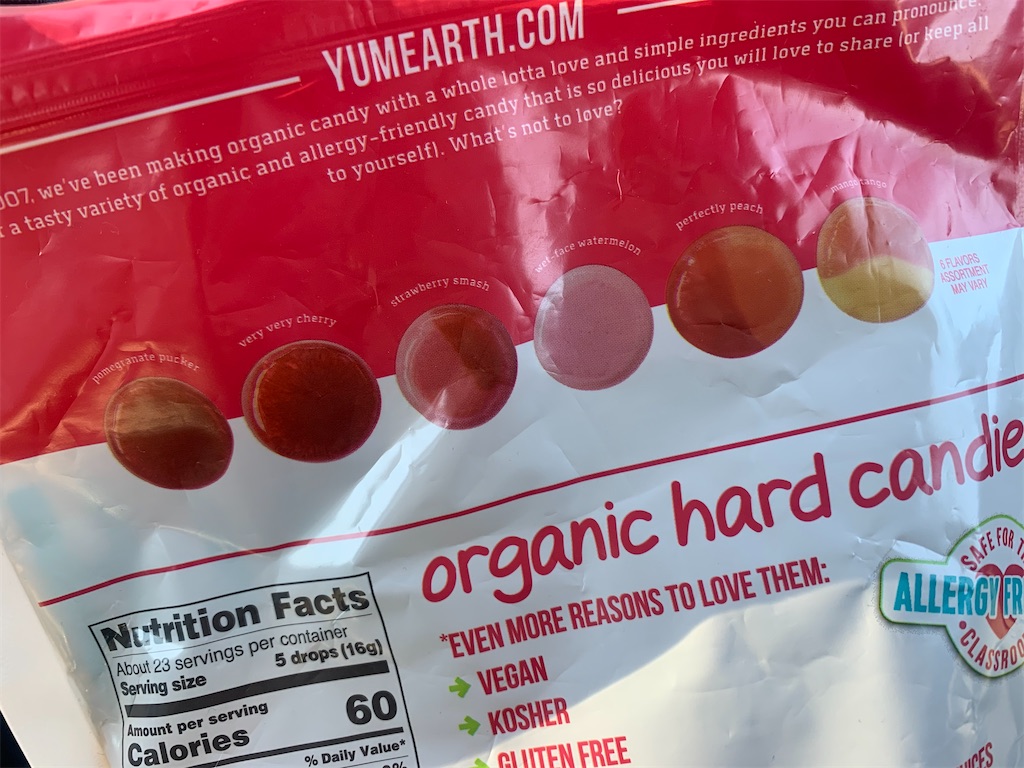 YUMEARTH.COM
007, we've been making organic candy with a whole lotta love and simple ingredients you can pronounce.
a tasty variety of organic and allergy-friendly candy that is so delicious you will love to share (or keep all
to yourself). What's not to love?
pomegranate pucker
very very cherry
strawberry smash
wet-face watermelon
perfectly peach
mango tango
FLAVORS
ASSORTMENT
MAY VARY
organic hard candie
*EVEN MORE REASONS TO LOVE THEM:
VEGAN
KOSHER
GLUTEN FREE
SAFE FOR T
ALLERGY FR
CLASSROO
Nutrition Facts
About 23 servings per container
Serving size 5 drops (16g)
Amount per serving
Calories 60
% Daily Value*